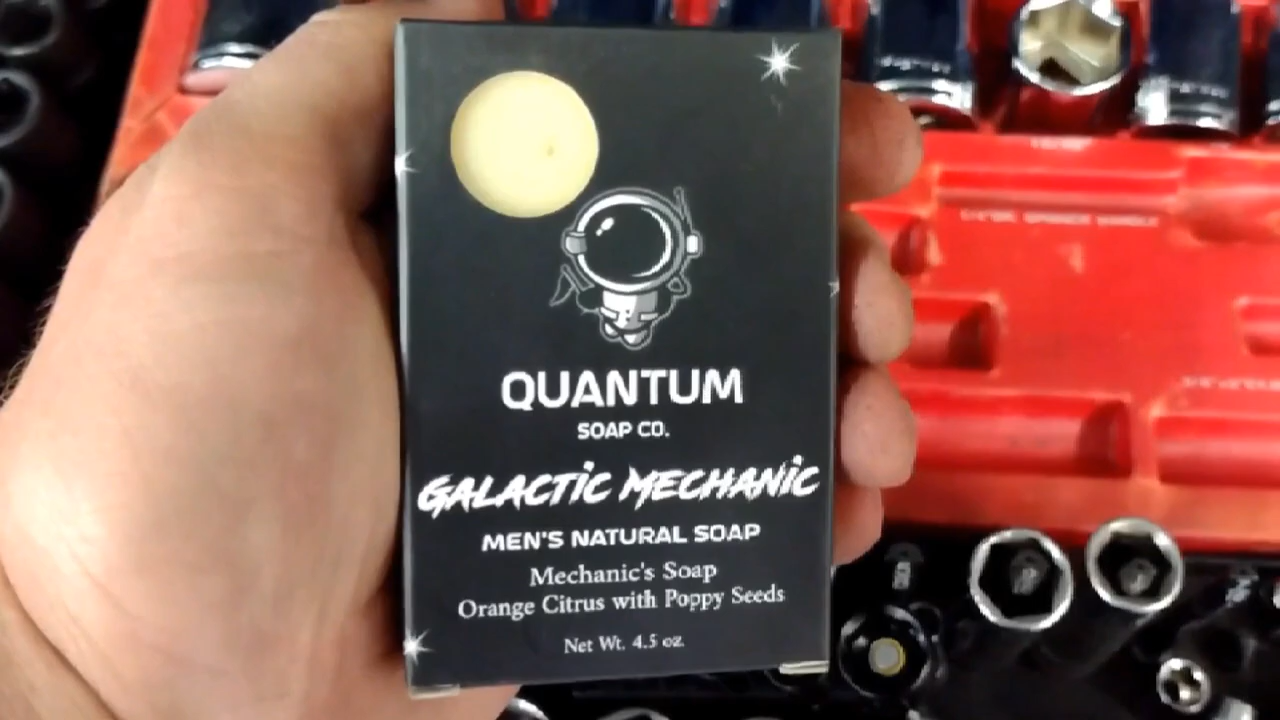 QUANTUM
SOAP CO.
GALACTIC MECHANIC
MEN'S NATURAL SOAP
Mechanic's Soap
Orange Citrus with Poppy Seeds
Net Wt. 4.5 oz.